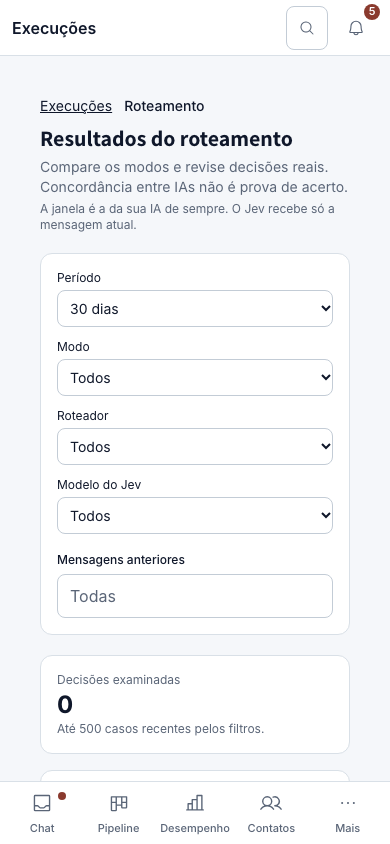 Execuções
5
Execuções Roteamento
Resultados do roteamento
Compare os modos e revise decisões reais.
Concordância entre IAs não é prova de acerto.
A janela é a da sua IA de sempre. O Jev recebe só a
mensagem atual.
Período
30 dias
Modo
Todos
Roteador
Todos
Modelo do Jev
Todos
Mensagens anteriores
Todas
Decisões examinadas
0
Até 500 casos recentes pelos filtros.
Chat Pipeline Desempenho Contatos Mais